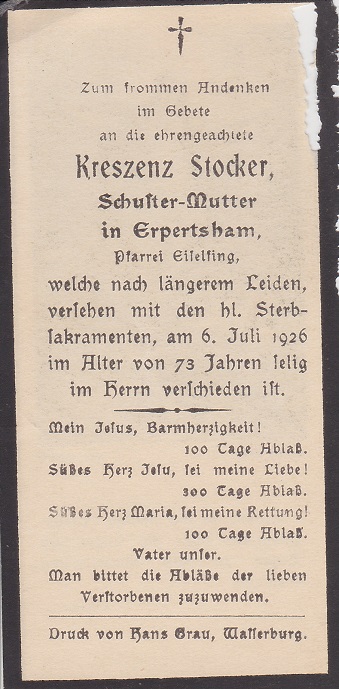 Zum frommen Andenken
im Gebete
an die ehrengeachtete
Kreszenz Stocker,
Schuſter-Mutter
in Erpertsham,
Pfarrei Eiſelfing,
welche nach längerem Leiden,
verſehen mit den hl. Sterb-
ſakramenten, am 6. Juli 1926
im Alter von 73 Jahren ſelig
im Herrn verſchieden iſt.
Mein Jeſus, Barmherzigkeit!
100 Tage Ablaß.
Süßes Herz Jeſu, ſei meine Liebe!
300 Tage Ablaß.
Süßes Herz Maria, ſei meine Rettung!
100 Tage Ablaß.
Vater unſer.
Man bittet die Abläße der lieben
Verſtorbenen zuzuwenden.
Druck von Hans Grau, Waſſerburg.